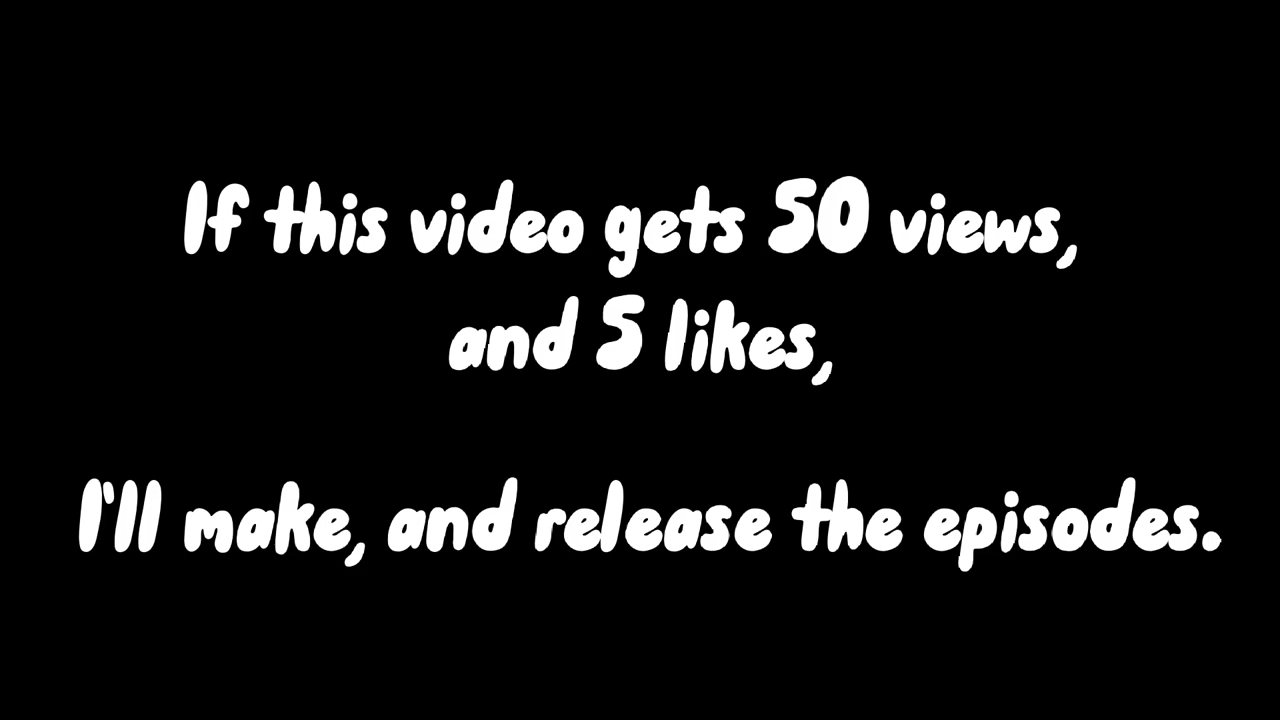 If this video gets 50 views,
and 5 likes,
I'll make, and release the episodes.